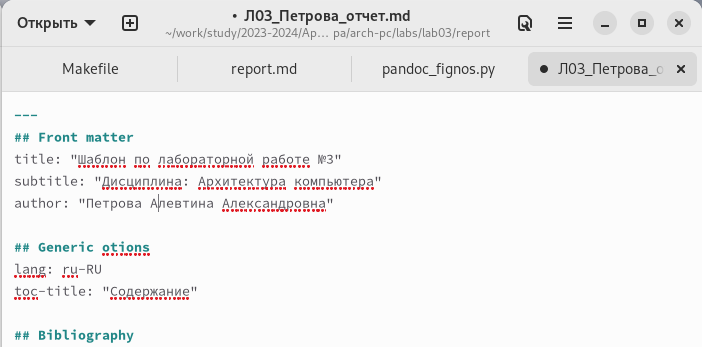 Открыть
• Л03_Петрова_отчет.md
~/work/study/2023-2024/Ар… ра/arch-pc/labs/lab03/report
Makefile
report.md
pandoc_fignos.py
• Л03_Петрова_о
---
## Front matter
title: "Шаблон по лабораторной работе №3"
subtitle: "Дисциплина: Архитектура компьютера"
author: "Петрова Алевтина Александровна"
## Generic otions
lang: ru-RU
toc-title: "Содержание"
## Bibliography